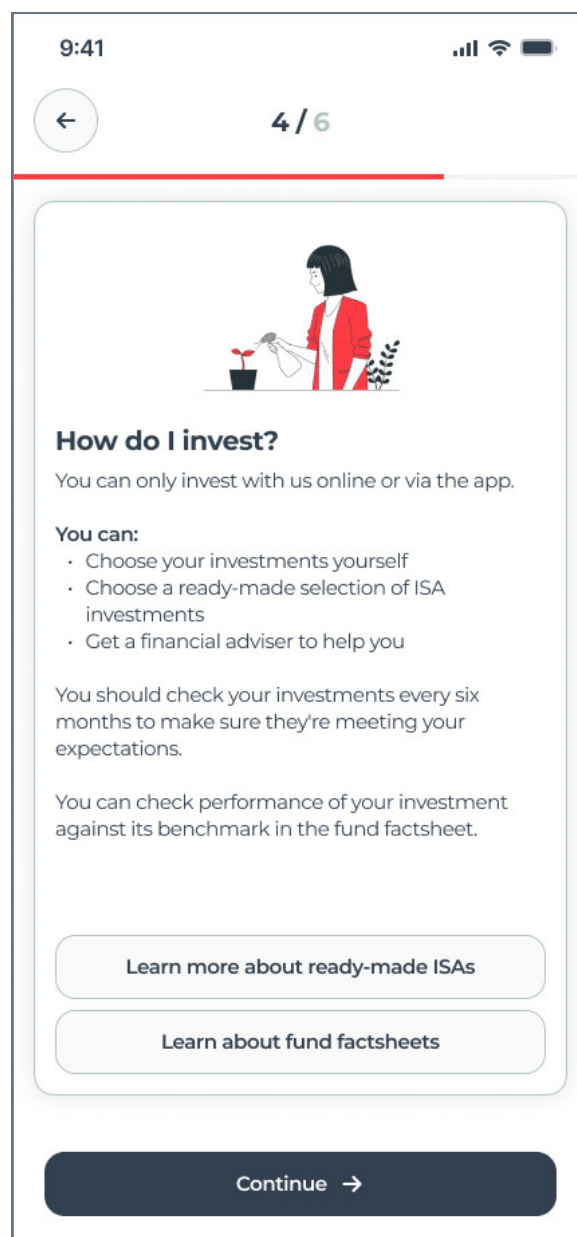 9:41
4 / 6
How do I invest?
You can only invest with us online or via the app.
You can:
• Choose your investments yourself
• Choose a ready-made selection of ISA
investments
• Get a financial adviser to help you
You should check your investments every six
months to make sure they're meeting your
expectations.
You can check performance of your investment
against its benchmark in the fund factsheet.
Learn more about ready-made ISAs
Learn about fund factsheets
Continue →